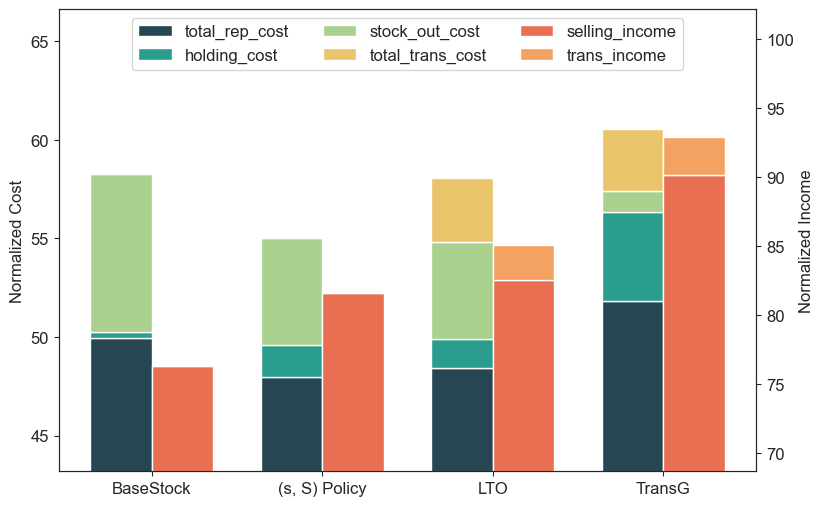 total_rep_cost
holding_cost
stock_out_cost
total_trans_cost
selling_income
trans_income
65
60
55
50
45
Normalized Cost
100
95
90
85
80
75
70
Normalized Income
BaseStock
(s, S) Policy
LTO
TransG